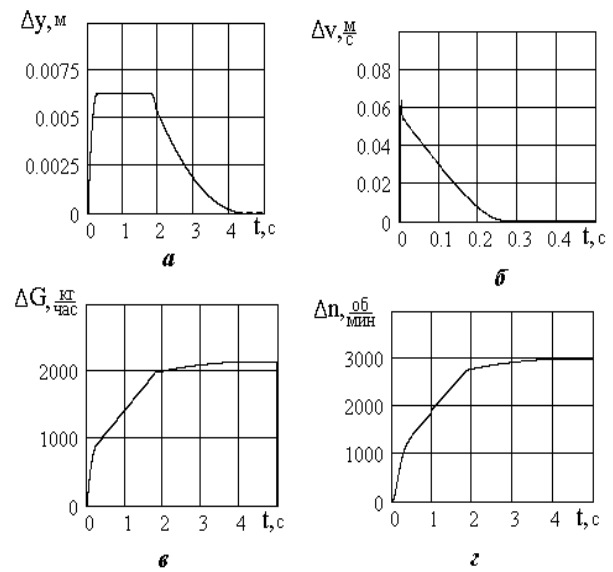 Δy, м
0.0075
0.005
0.0025
0
0 1 2 3 4 t, с
а
Δv, м/с
0.08
0.06
0.04
0.02
0
0 0.1 0.2 0.3 0.4 t, с
б
ΔG, кг/час
2000
1000
0
0 1 2 3 4 t, с
в
Δn, об/мин
3000
2000
1000
0
0 1 2 3 4 t, с
г